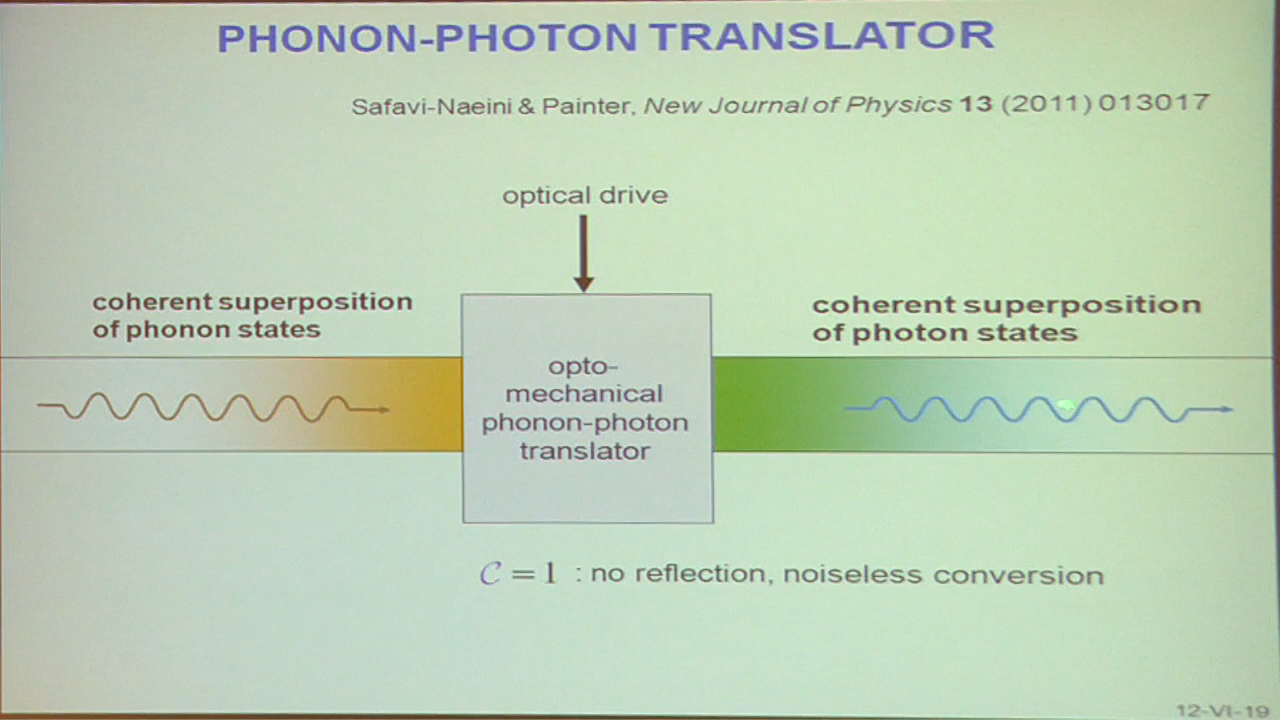 PHONON-PHOTON TRANSLATOR
Safavi-Naeini & Painter, New Journal of Physics 13 (2011) 013017
optical drive
coherent superposition
of phonon states
opto-
mechanical
phonon-photon
translator
coherent superposition
of photon states
C = 1 : no reflection, noiseless conversion
12-VI-19